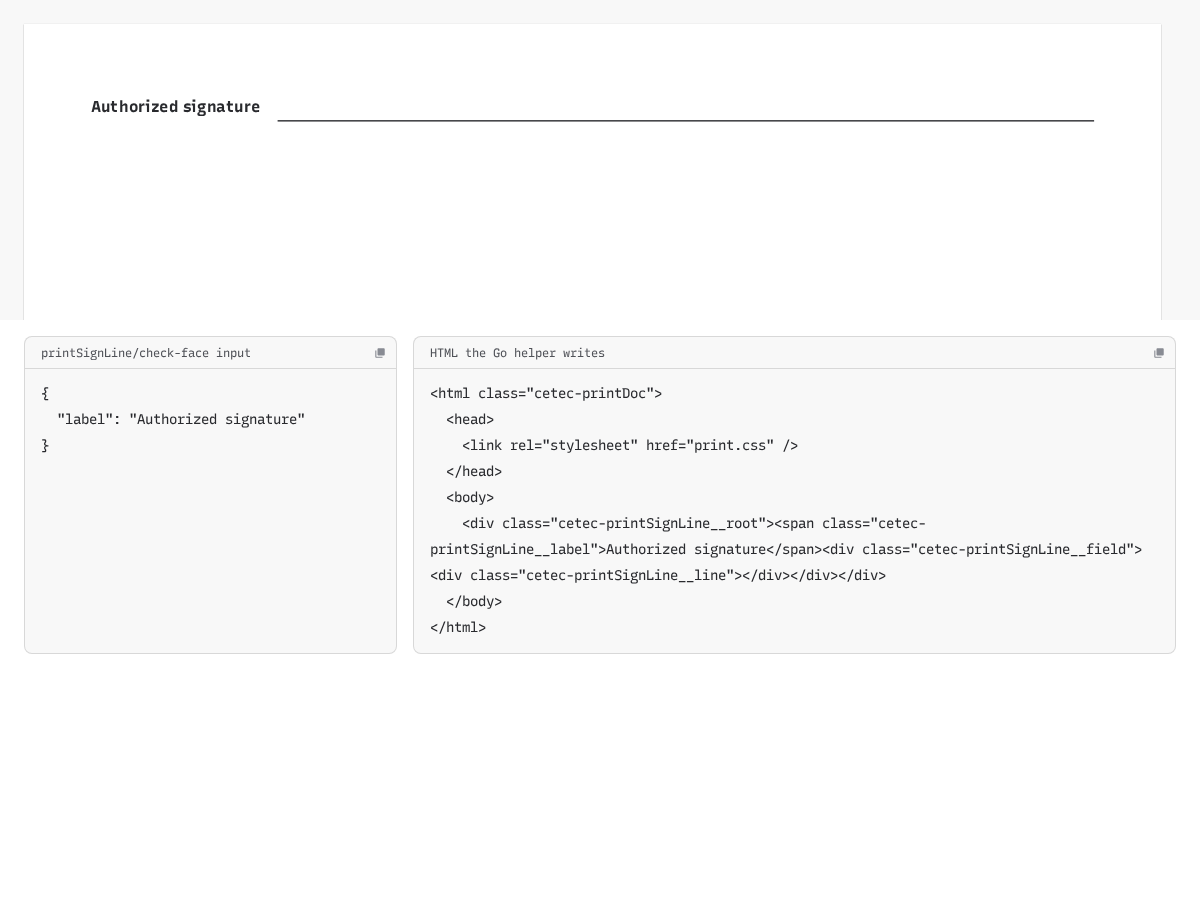 Authorized signature
printSignLine/check-face input
{
  "label": "Authorized signature"
}
HTML the Go helper writes
<html class="cetec-printDoc">
  <head>
    <link rel="stylesheet" href="print.css" />
  </head>
  <body>
    <div class="cetec-printSignLine__root"><span class="cetec-
printSignLine__label">Authorized signature</span><div class="cetec-printSignLine__field">
<div class="cetec-printSignLine__line"></div></div></div>
  </body>
</html>